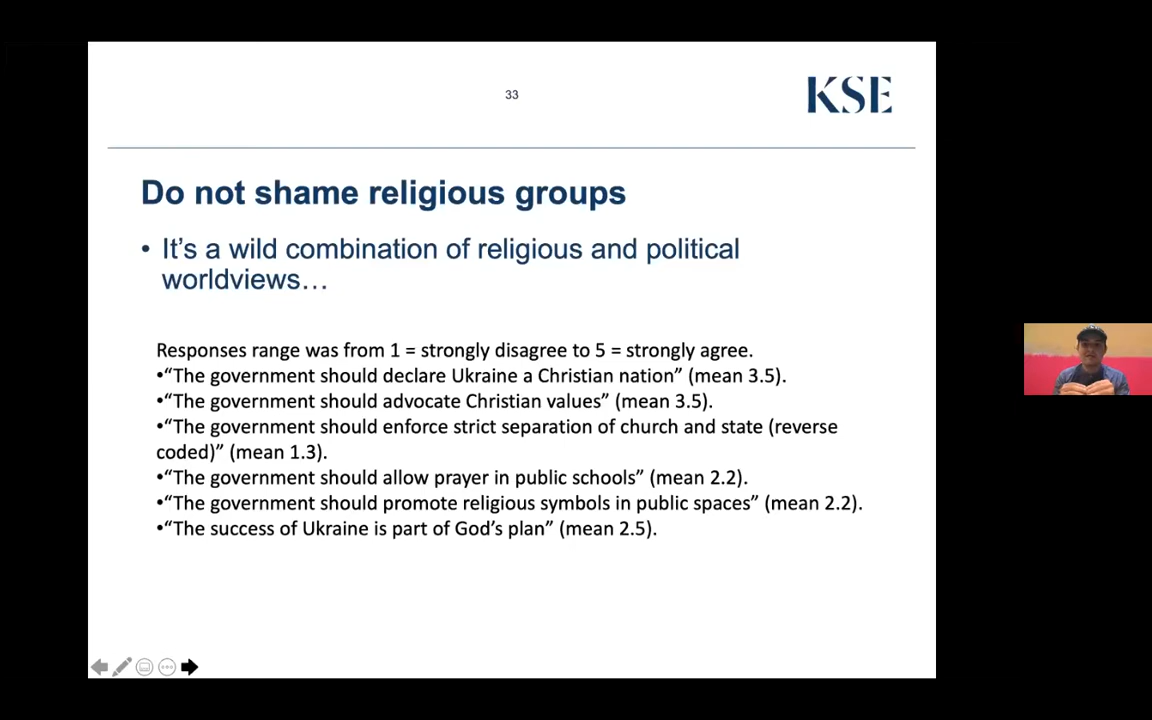 33
KSE
Do not shame religious groups
• It’s a wild combination of religious and political
worldviews…
Responses range was from 1 = strongly disagree to 5 = strongly agree.
•“The government should declare Ukraine a Christian nation” (mean 3.5).
•“The government should advocate Christian values” (mean 3.5).
•“The government should enforce strict separation of church and state (reverse
coded)” (mean 1.3).
•“The government should allow prayer in public schools” (mean 2.2).
•“The government should promote religious symbols in public spaces” (mean 2.2).
•“The success of Ukraine is part of God’s plan” (mean 2.5).